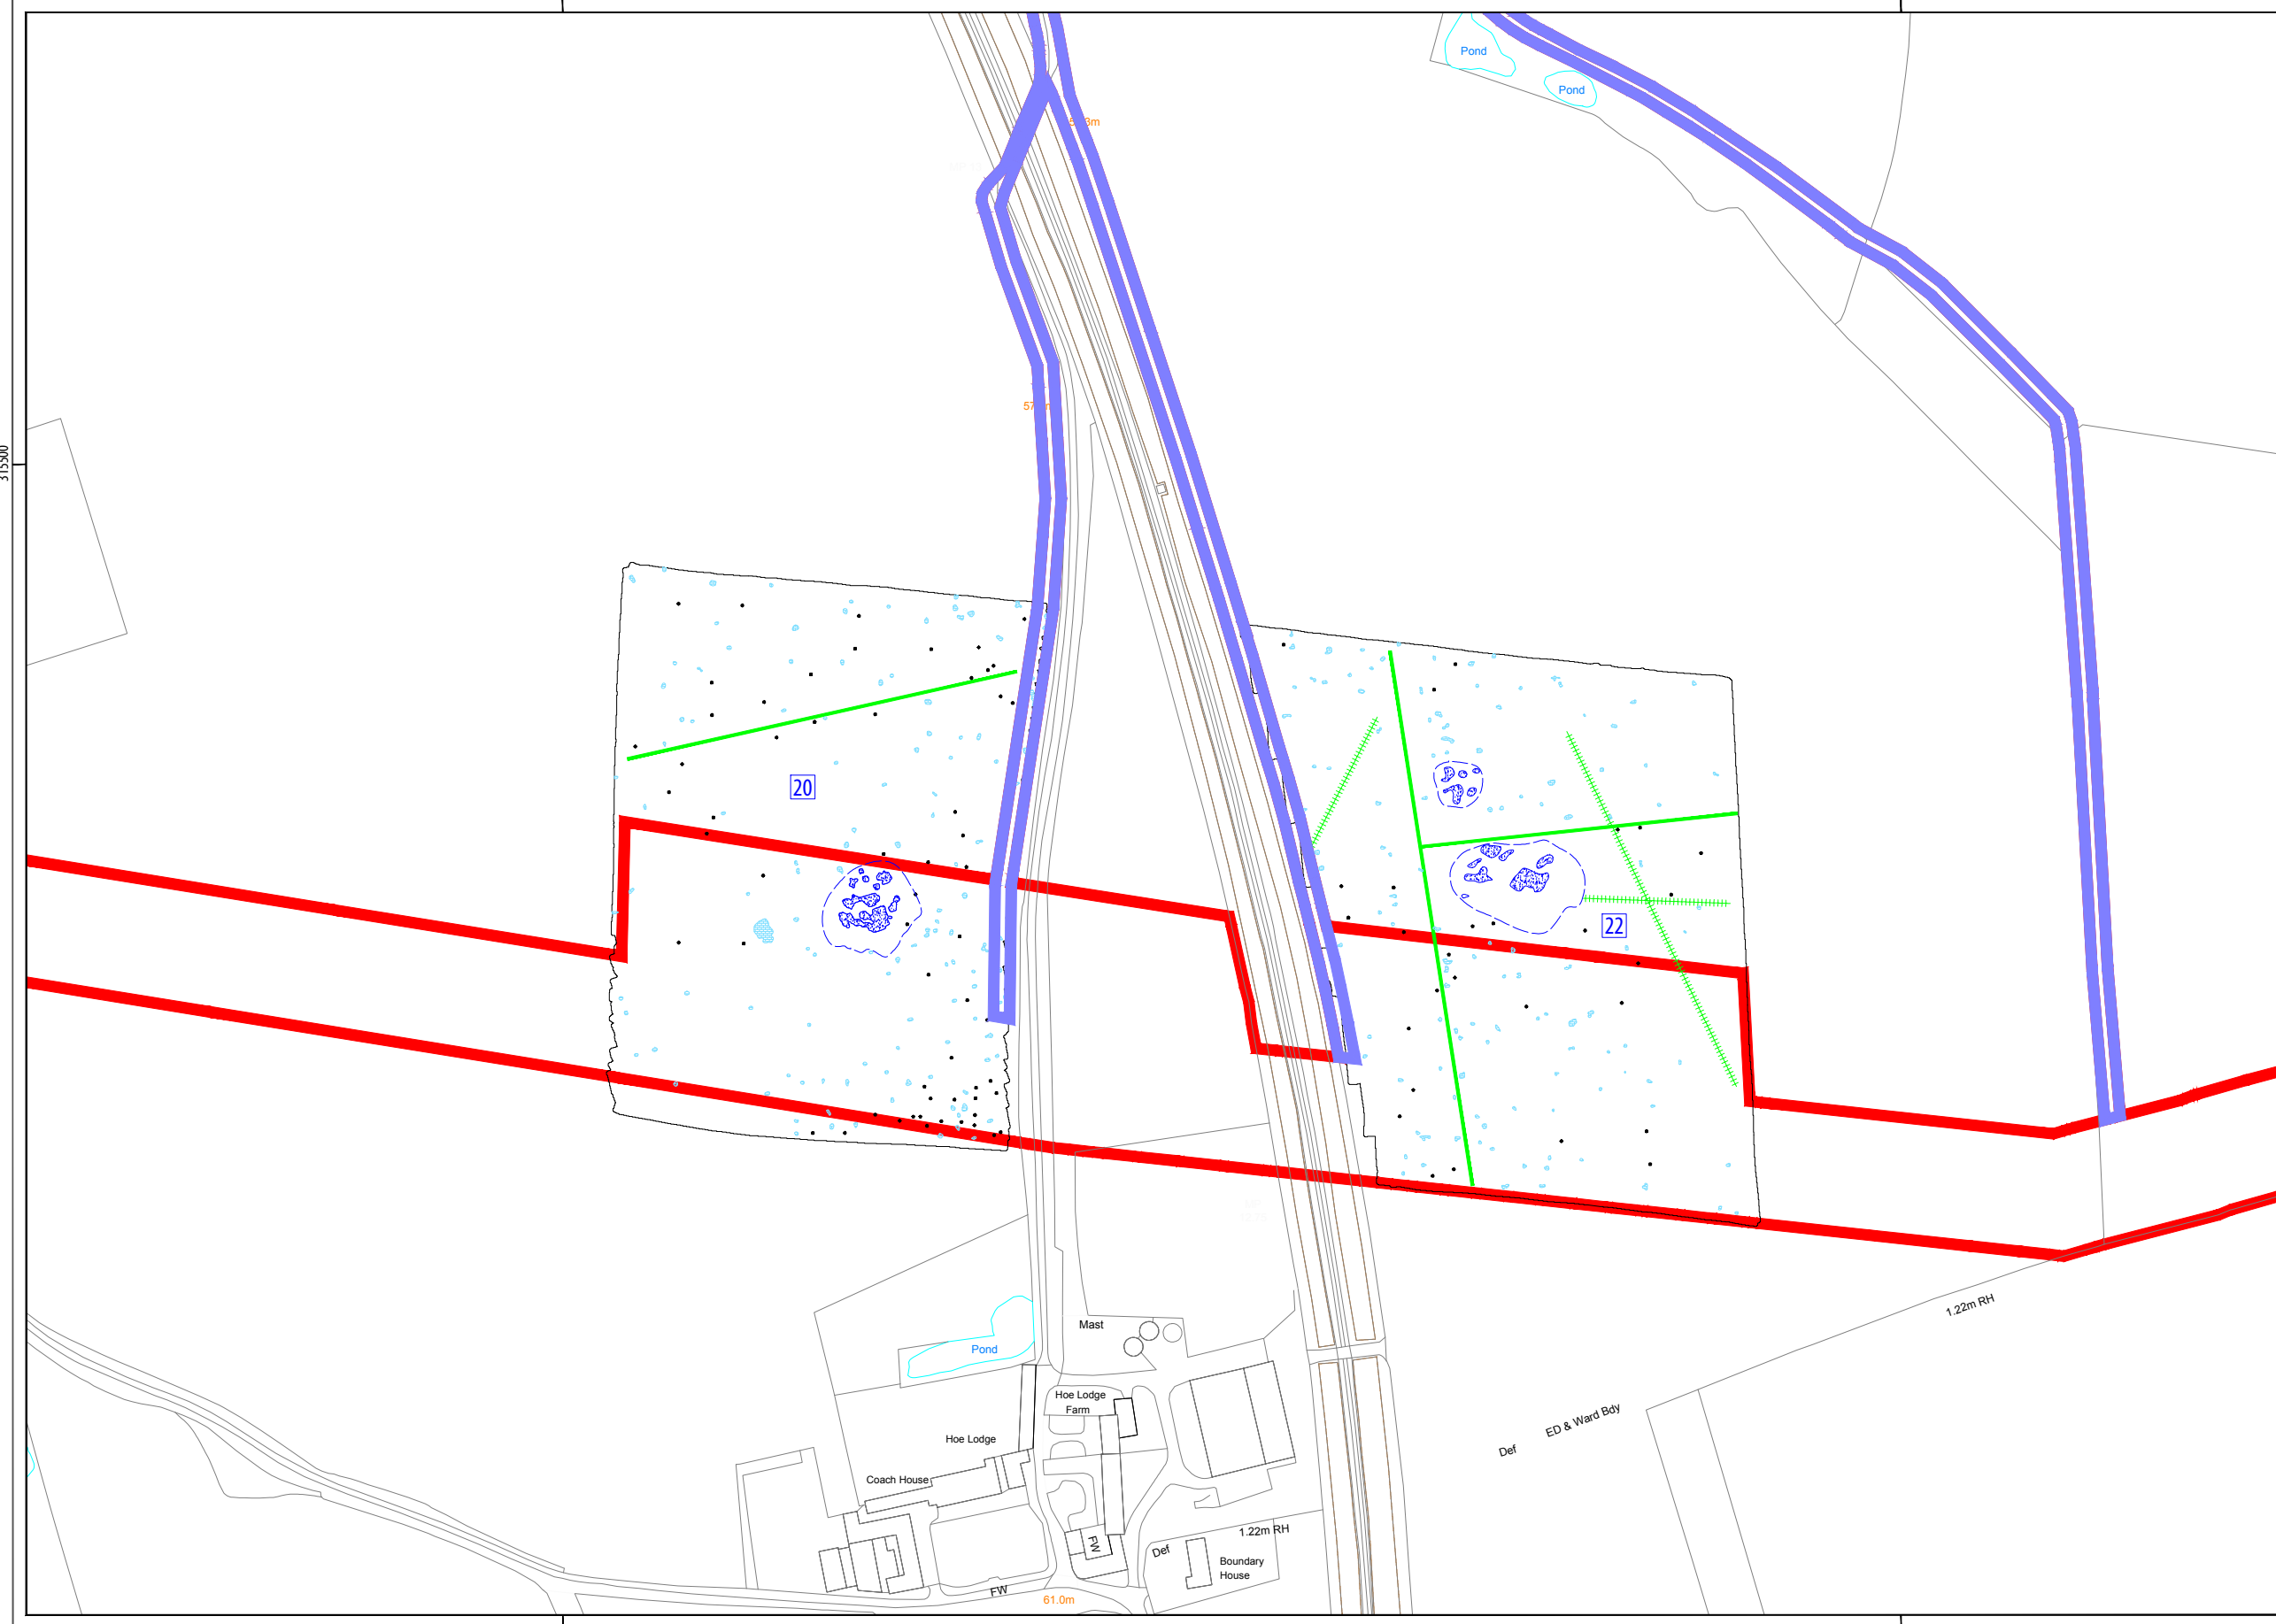 Pond
Pond
315500
20
22
1.22m RH
Mast
Pond
Hoe Lodge
Farm
Hoe Lodge
ED & Ward Bdy
Def
Coach House
1.22m RH
FW
Def
Boundary
House
FW
61.0m